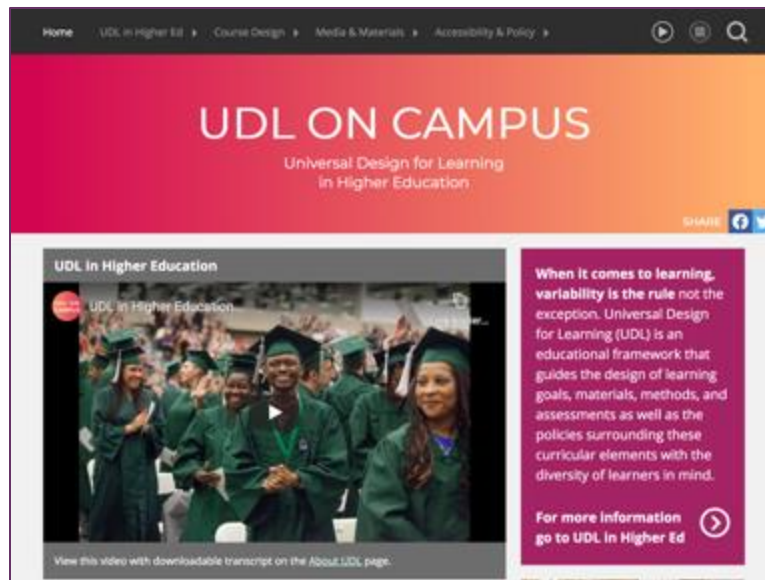 Home UDL in Higher Ed Course Design Media & Materials Accessibility & Policy
UDL ON CAMPUS
Universal Design for Learning
in Higher Education
SHARE
UDL in Higher Education
UDL ON
CAMPUS
UDL in Higher Education...
View this video with downloadable transcript on the About UDL page.
When it comes to learning,
variability is the rule not the
exception. Universal Design
for Learning (UDL) is an
educational framework that
guides the design of learning
goals, materials, methods, and
assessments as well as the
policies surrounding these
curricular elements with the
diversity of learners in mind.
For more information
go to UDL in Higher Ed